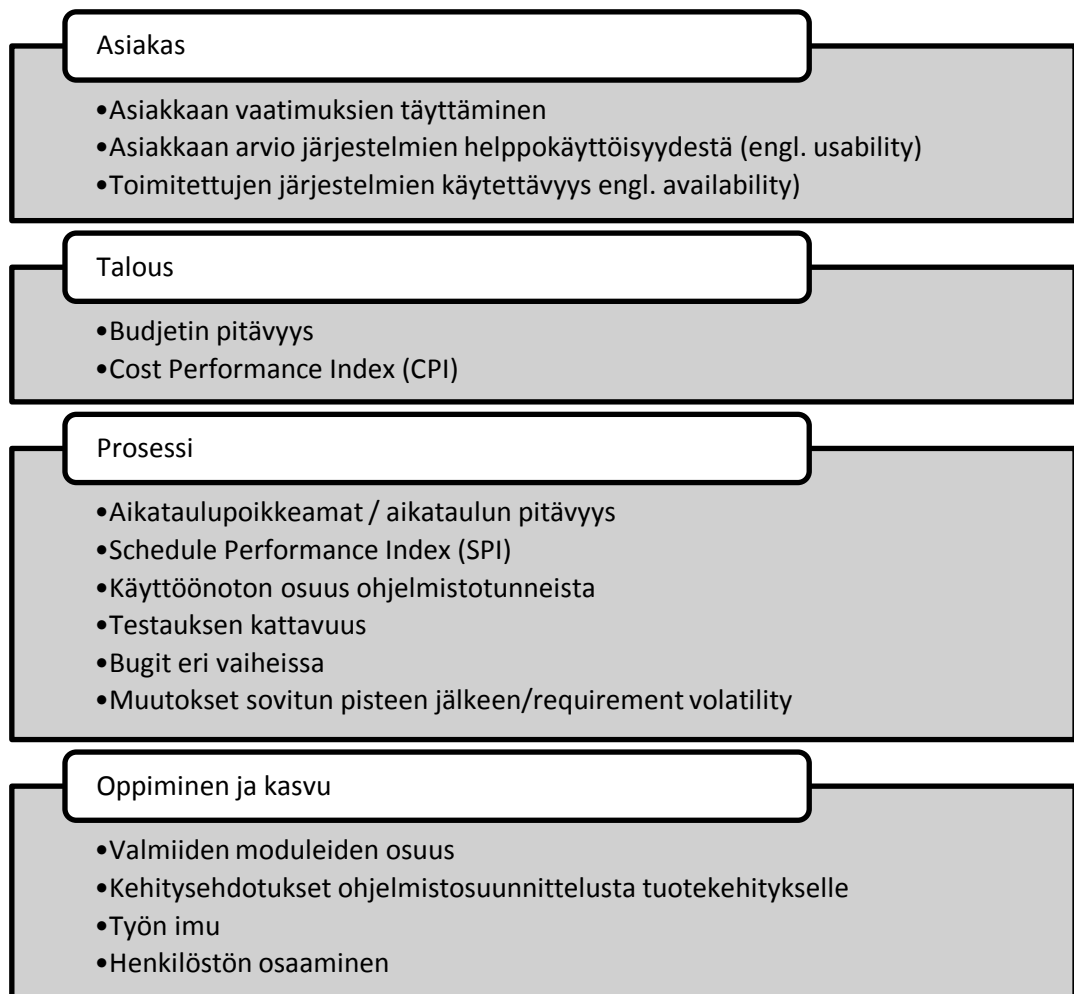 Asiakas
•Asiakkaan vaatimuksien täyttäminen
•Asiakkaan arvio järjestelmien helppokäyttöisyydestä (engl. usability)
•Toimitettujen järjestelmien käytettävyys engl. availability)
Talous
•Budjetin pitävyys
•Cost Performance Index (CPI)
Prosessi
•Aikataulupoikkeamat / aikataulun pitävyys
•Schedule Performance Index (SPI)
•Käyttöönoton osuus ohjelmistotunneista
•Testauksen kattavuus
•Bugit eri vaiheissa
•Muutokset sovitun pisteen jälkeen/requirement volatility
Oppiminen ja kasvu
•Valmiiden moduleiden osuus
•Kehitysehdotukset ohjelmistosuunnittelusta tuotekehitykselle
•Työn imu
•Henkilöstön osaaminen